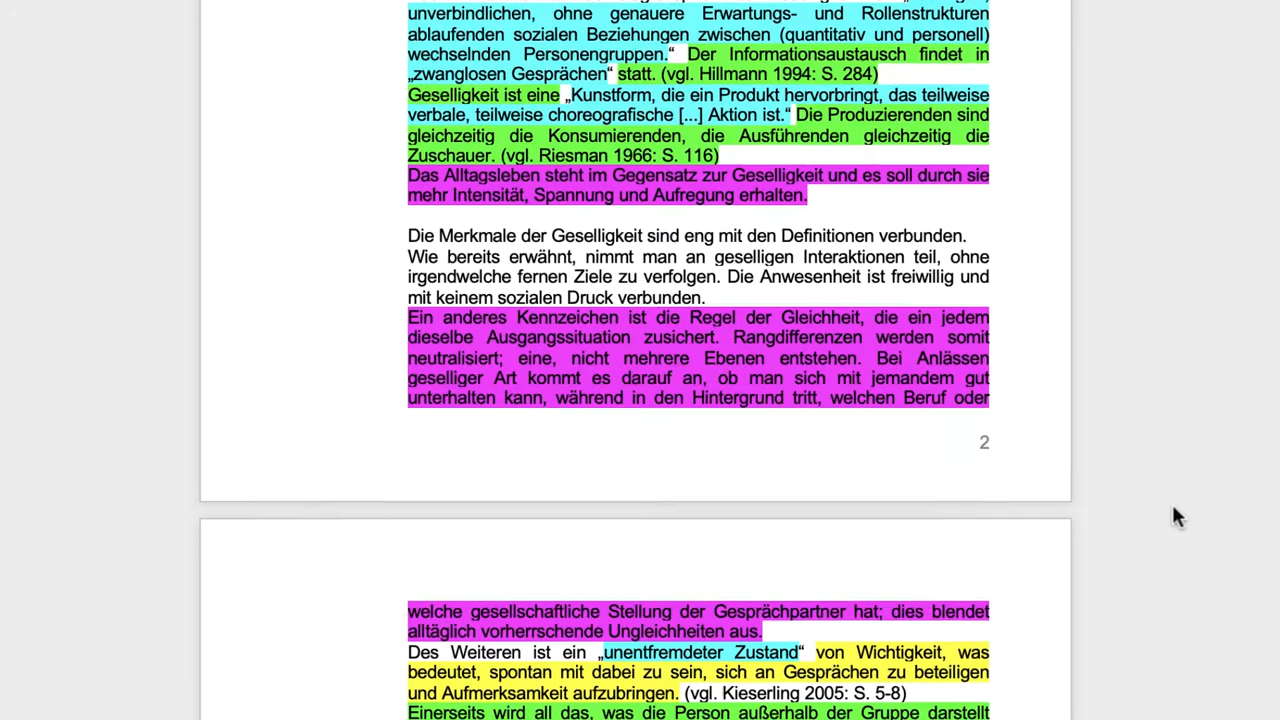 unverbindlichen, ohne genauere Erwartungs- und Rollenstrukturen
ablaufenden sozialen Beziehungen zwischen (quantitativ und personell)
wechselnden Personengruppen.“ Der Informationsaustausch findet in
„zwanglosen Gesprächen“ statt. (vgl. Hillmann 1994: S. 284)
Geselligkeit ist eine „Kunstform, die ein Produkt hervorbringt, das teilweise
verbale, teilweise choreografische [...] Aktion ist.“ Die Produzierenden sind
gleichzeitig die Konsumierenden, die Ausführenden gleichzeitig die
Zuschauer. (vgl. Riesman 1966: S. 116)
Das Alltagsleben steht im Gegensatz zur Geselligkeit und es soll durch sie
mehr Intensität, Spannung und Aufregung erhalten.
Die Merkmale der Geselligkeit sind eng mit den Definitionen verbunden.
Wie bereits erwähnt, nimmt man an geselligen Interaktionen teil, ohne
irgendwelche fernen Ziele zu verfolgen. Die Anwesenheit ist freiwillig und
mit keinem sozialen Druck verbunden.
Ein anderes Kennzeichen ist die Regel der Gleichheit, die ein jedem
dieselbe Ausgangssituation zusichert. Rangdifferenzen werden somit
neutralisiert; eine, nicht mehrere Ebenen entstehen. Bei Anlässen
geselliger Art kommt es darauf an, ob man sich mit jemandem gut
unterhalten kann, während in den Hintergrund tritt, welchen Beruf oder
2
welche gesellschaftliche Stellung der Gesprächpartner hat; dies blendet
alltäglich vorherrschende Ungleichheiten aus.
Des Weiteren ist ein „unentfremdeter Zustand“ von Wichtigkeit, was
bedeutet, spontan mit dabei zu sein, sich an Gesprächen zu beteiligen
und Aufmerksamkeit aufzubringen. (vgl. Kieserling 2005: S. 5-8)
Einerseits wird all das, was die Person außerhalb der Gruppe darstellt